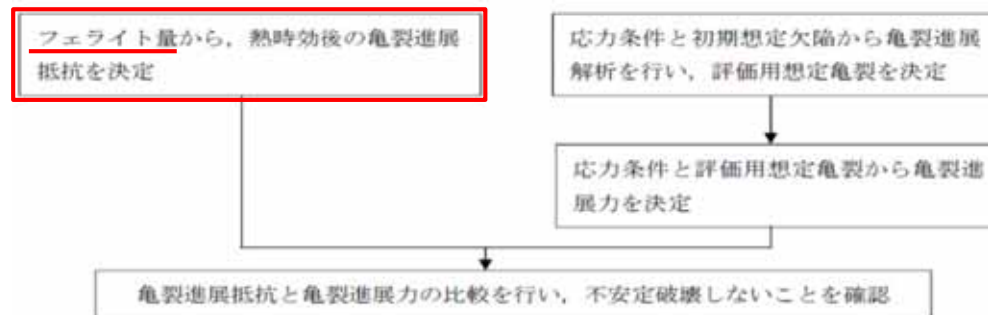 フェライト量から，熱時効後の亀裂進展
抵抗を決定
応力条件と初期想定欠陥から亀裂進展
解析を行い，評価用想定亀裂を決定
応力条件と評価用想定亀裂から亀裂進
展力を決定
亀裂進展抵抗と亀裂進展力の比較を行い，不安定破壊しないことを確認